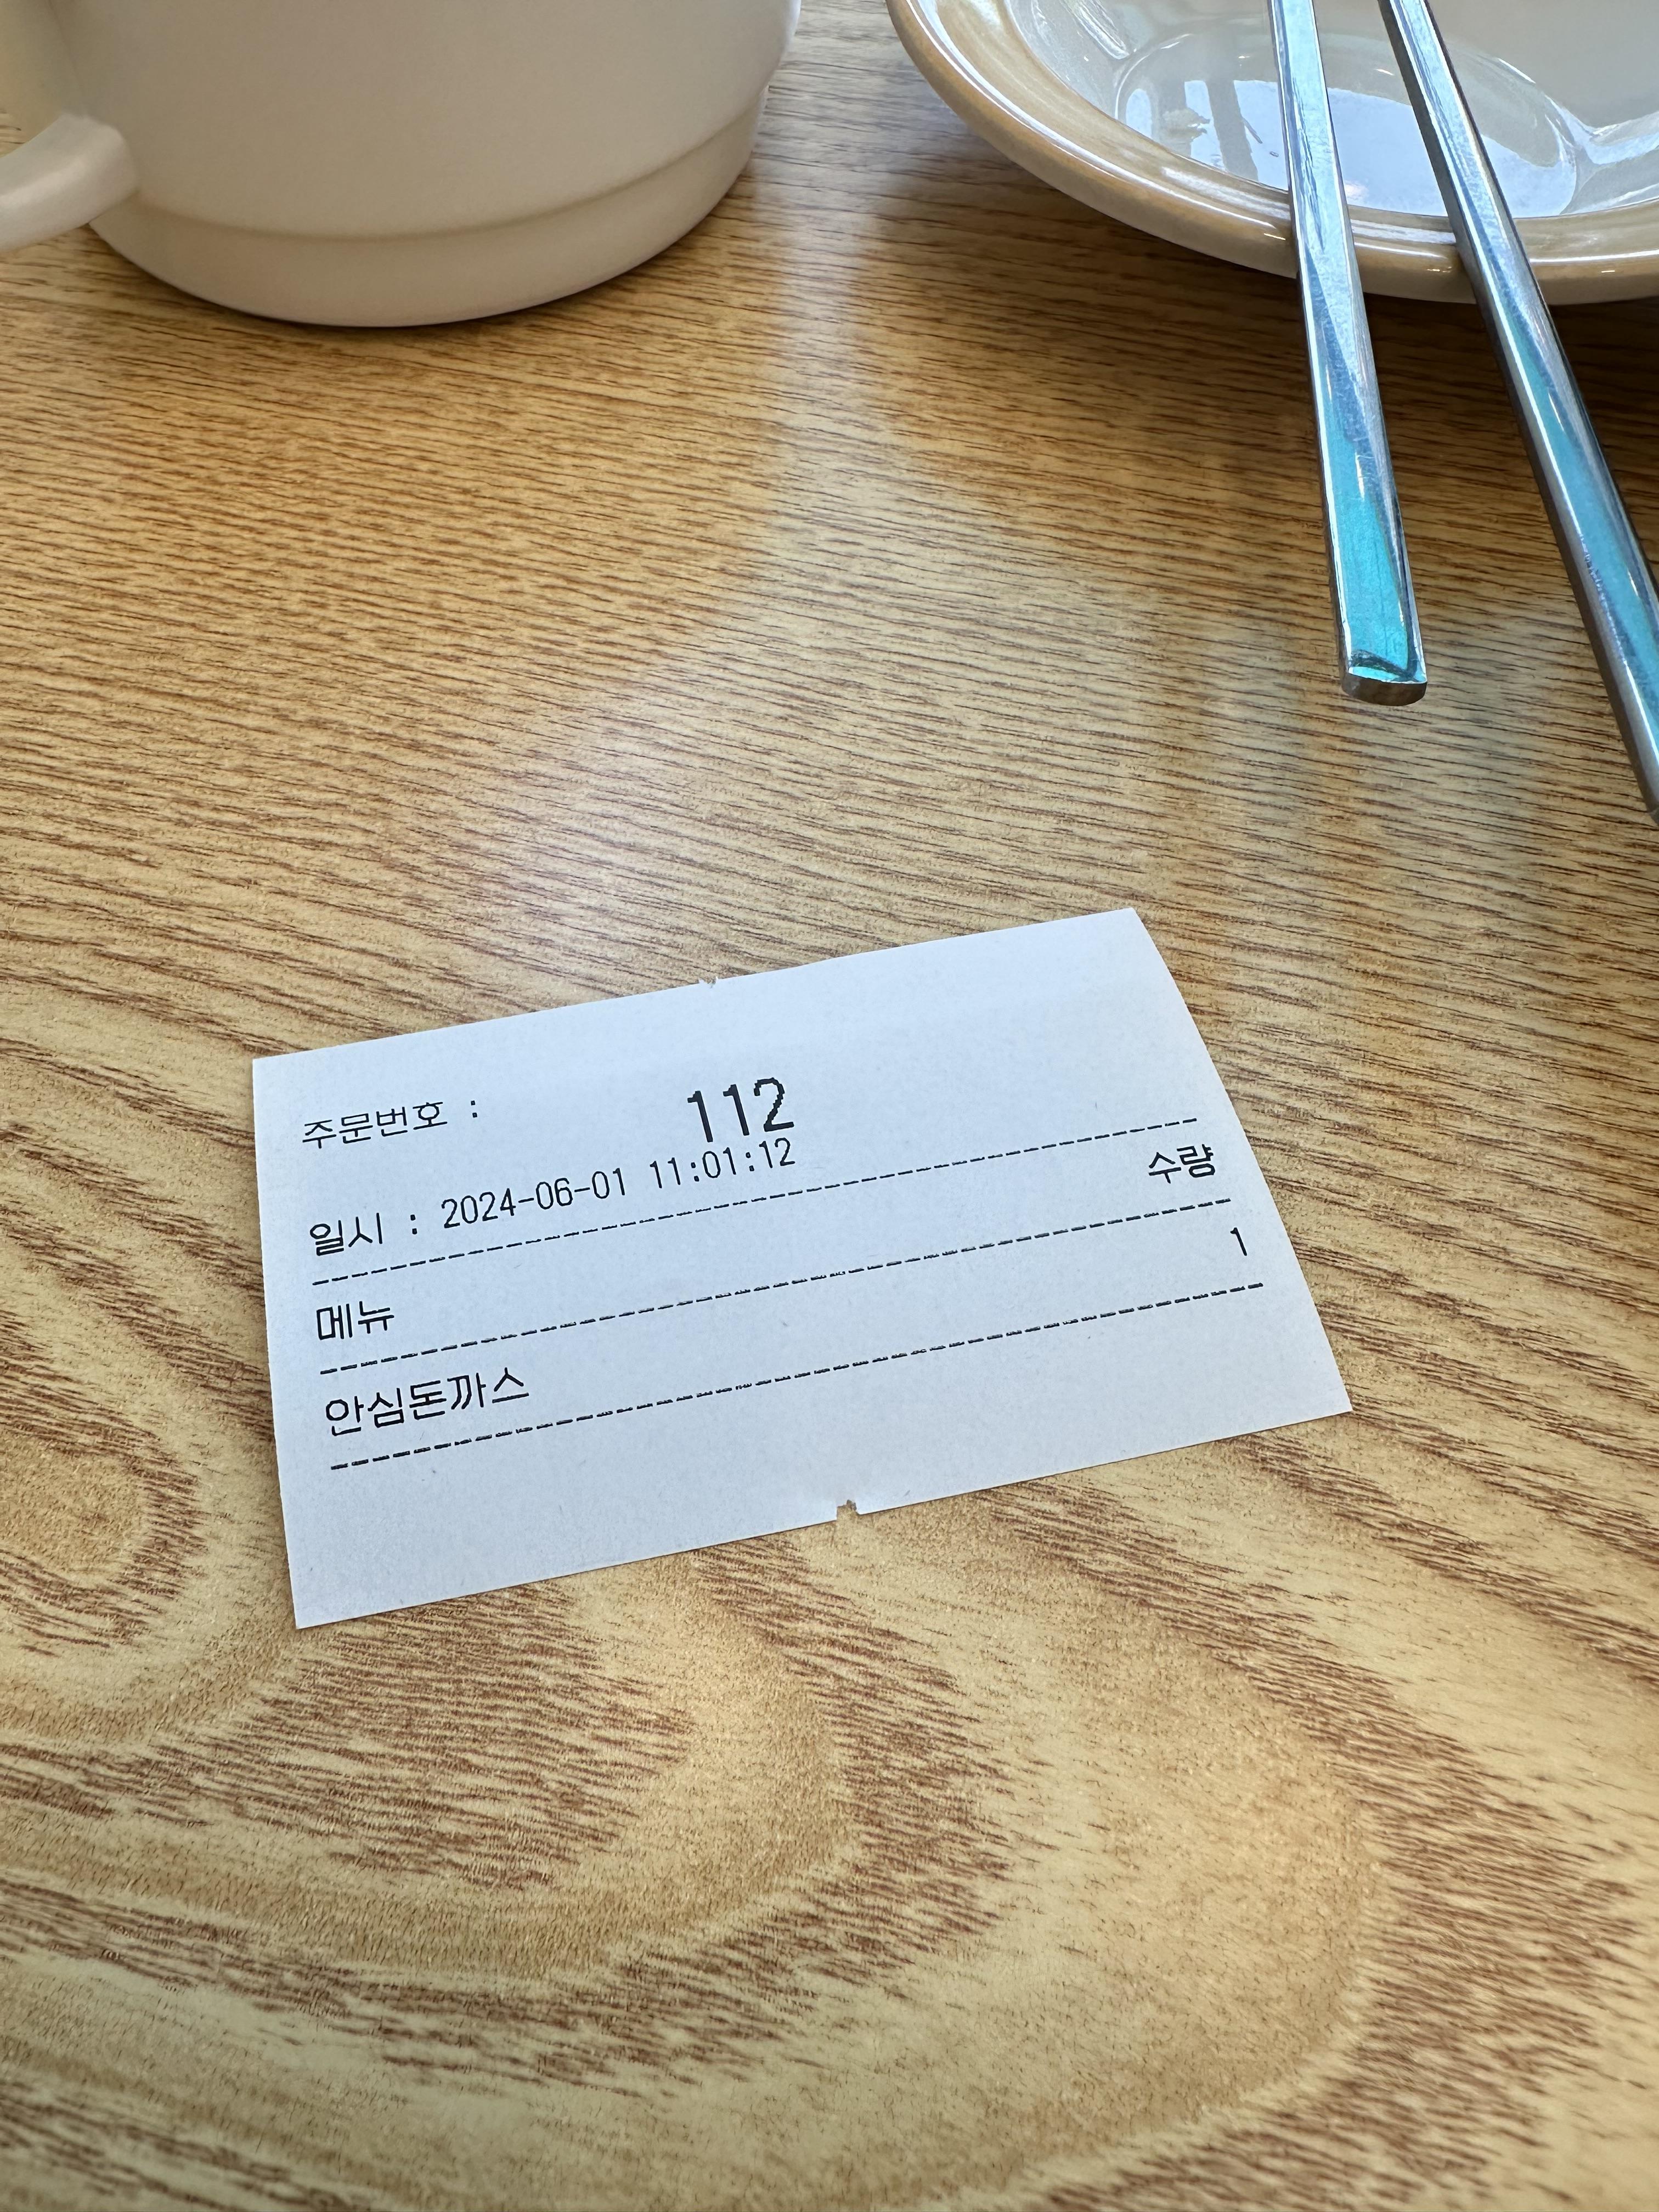 주문번호 : 112
일시 : 2024-06-01 11:01:12
메뉴 수량
안심돈까스 1